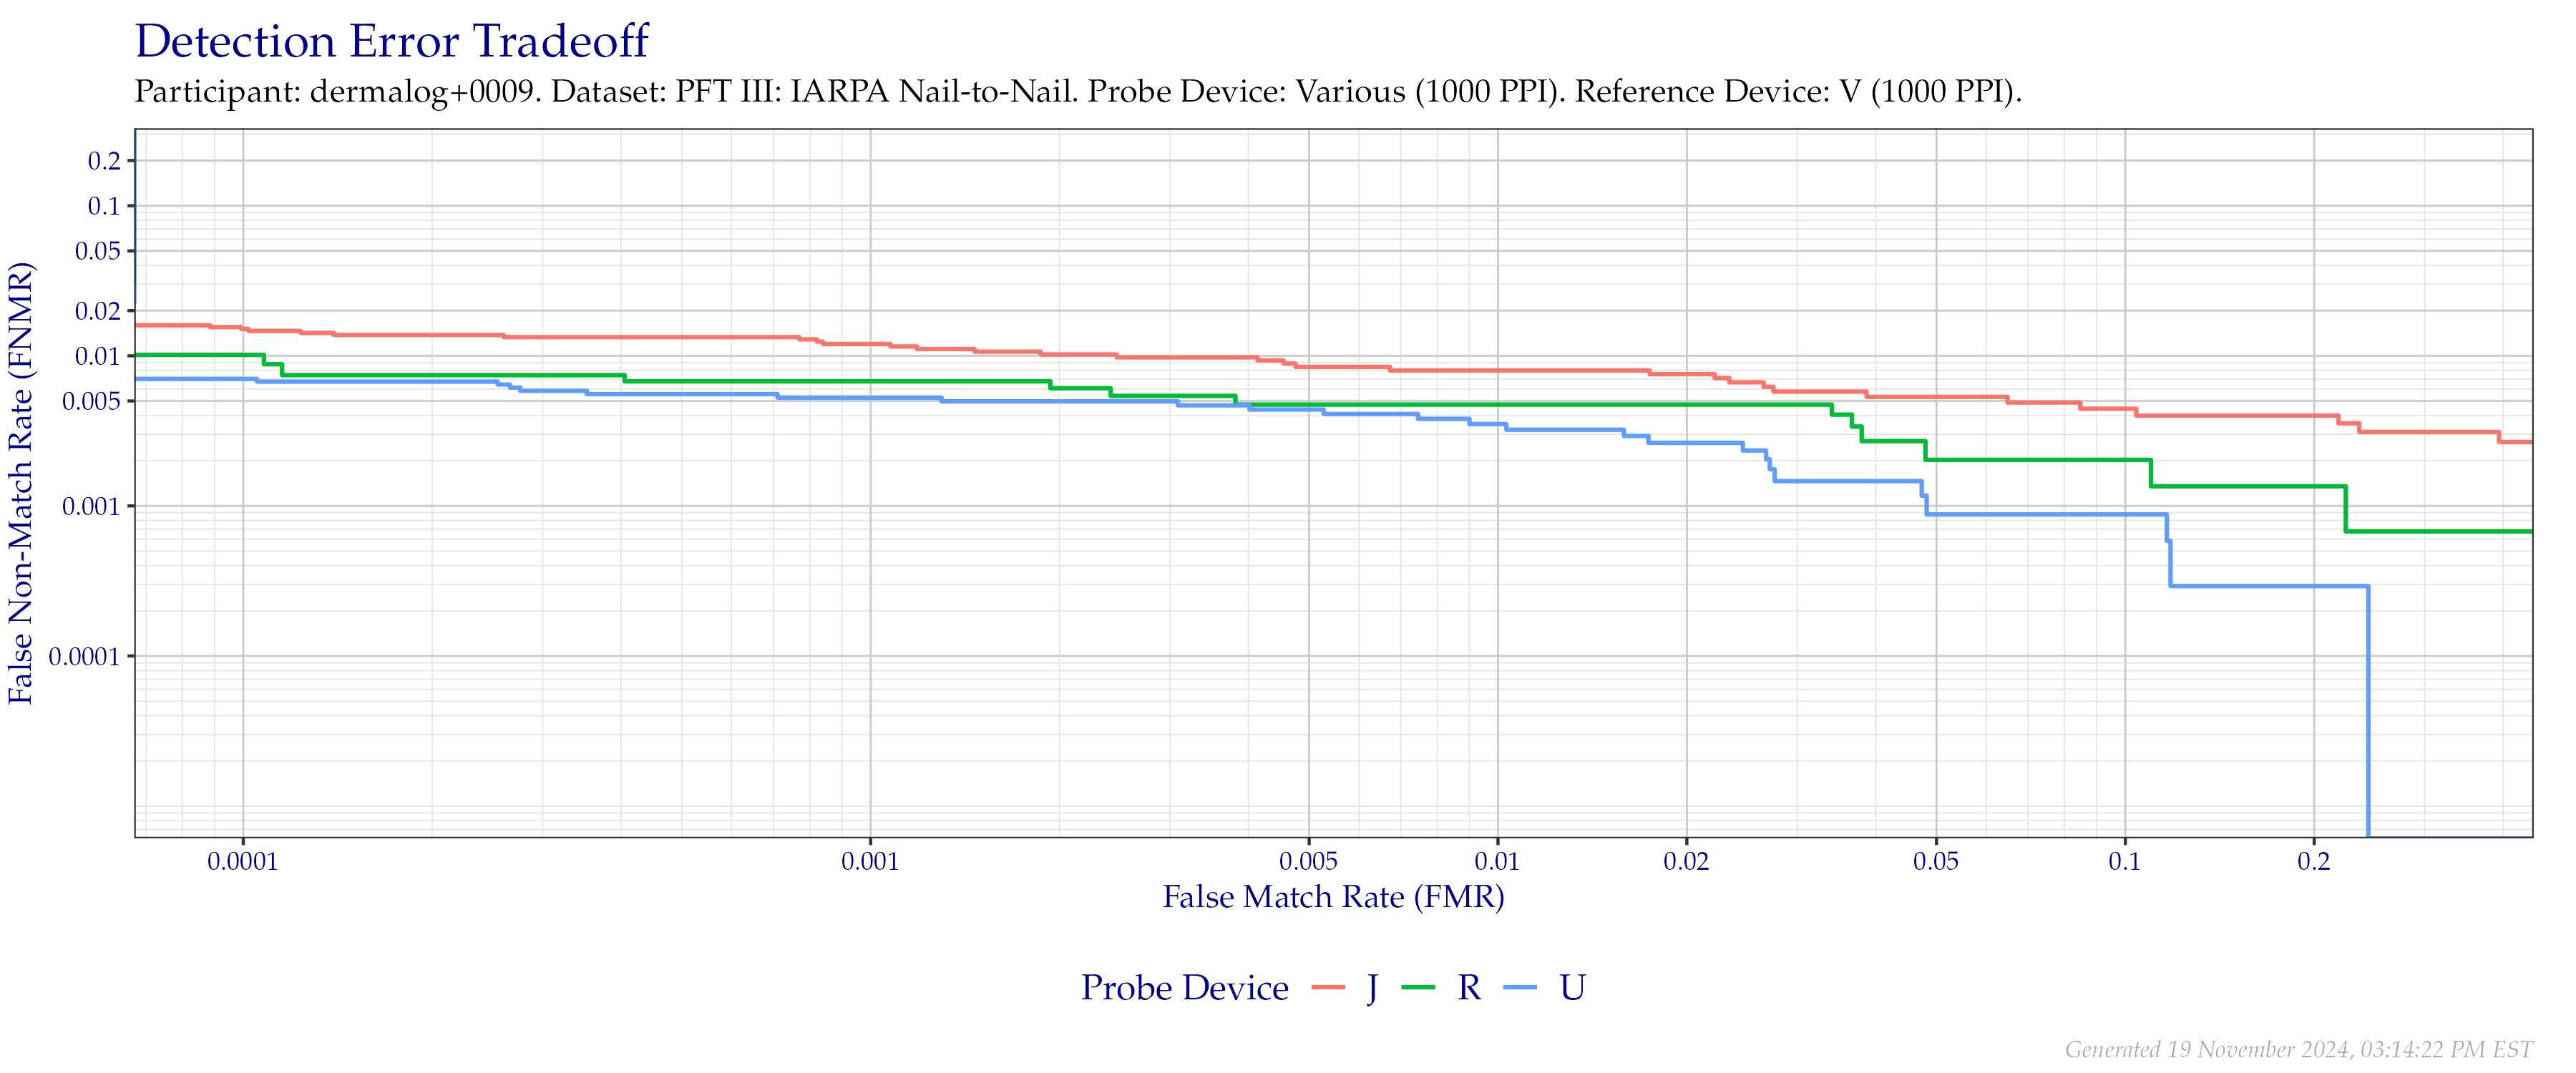 Detection Error Tradeoff
Participant: dermalog+0009. Dataset: PFT III: IARPA Nail-to-Nail. Probe Device: Various (1000 PPI). Reference Device: V (1000 PPI).
False Non-Match Rate (FNMR)
0.2
0.1
0.05
0.02
0.01
0.005
0.001
0.0001
0.0001 0.001 0.005 0.01 0.02 0.05 0.1 0.2
False Match Rate (FMR)
Probe Device J R U
Generated 19 November 2024, 03:14:22 PM EST